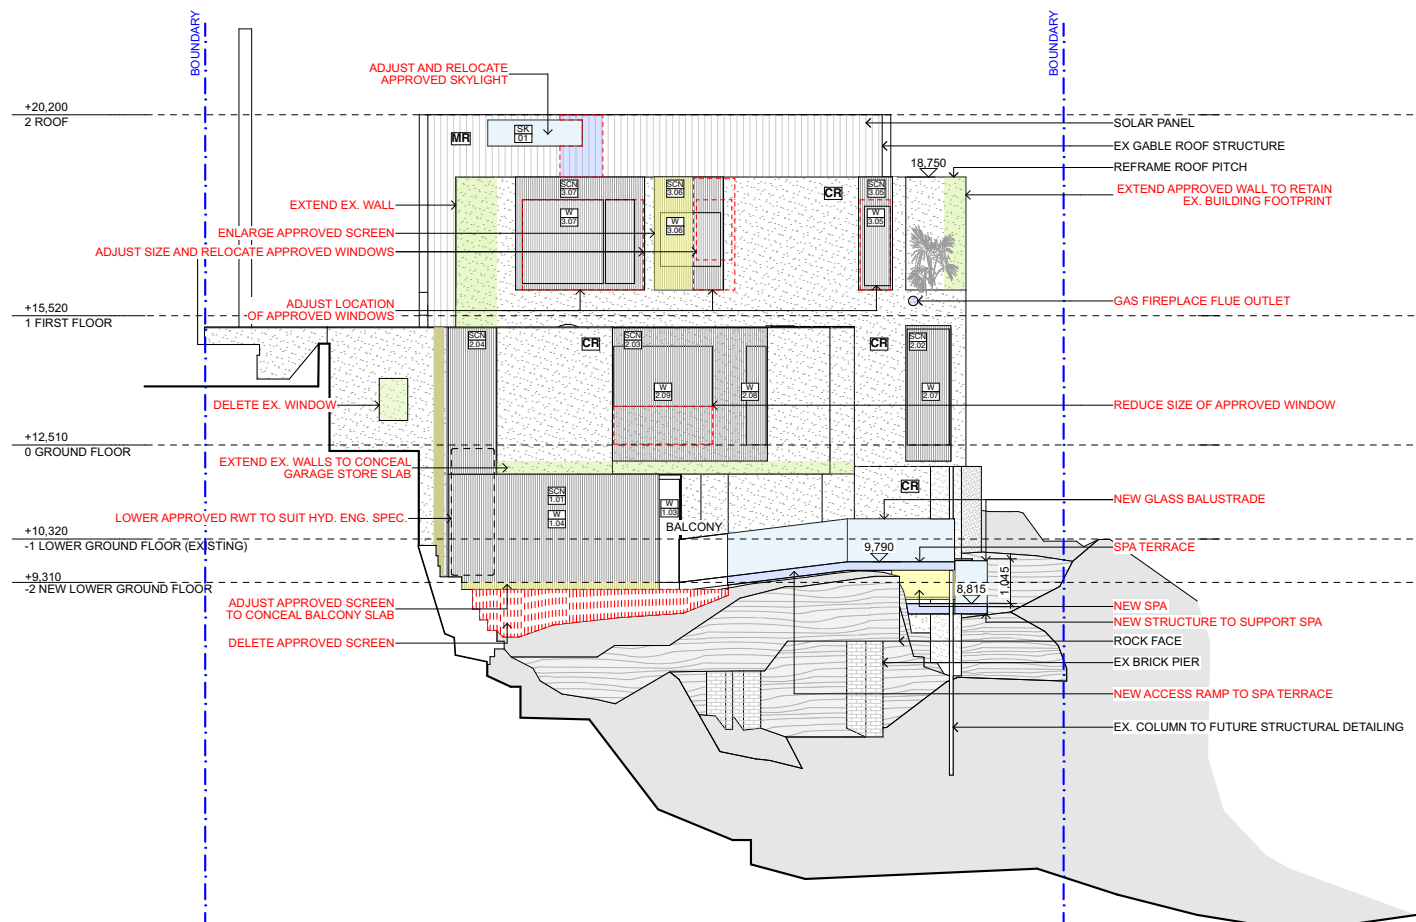 BOUNDARY
BOUNDARY
ADJUST AND RELOCATE
APPROVED SKYLIGHT
+20,200
2 ROOF
SOLAR PANEL
SK
01
MR
EX GABLE ROOF STRUCTURE
18,750
REFRAME ROOF PITCH
SCN
3.07
SCN
3.06
SCN
3.05
CR
EXTEND APPROVED WALL TO RETAIN
EX. BUILDING FOOTPRINT
EXTEND EX. WALL
W
3.07
W
3.06
W
3.05
ENLARGE APPROVED SCREEN
ADJUST SIZE AND RELOCATE APPROVED WINDOWS
ADJUST LOCATION
OF APPROVED WINDOWS
GAS FIREPLACE FLUE OUTLET
+15,520
1 FIRST FLOOR
SCN
2.04
CR
SCN
2.03
CR
SCN
2.02
W
2.09
W
2.08
W
2.07
DELETE EX. WINDOW
REDUCE SIZE OF APPROVED WINDOW
+12,510
0 GROUND FLOOR
EXTEND EX. WALLS TO CONCEAL
GARAGE STORE SLAB
CR
SCN
1.01
W
1.04
W
1.03
NEW GLASS BALUSTRADE
LOWER APPROVED RWT TO SUIT HYD. ENG. SPEC.
BALCONY
+10,320
-1 LOWER GROUND FLOOR (EXISTING)
9,790
SPA TERRACE
1,045
+9,310
-2 NEW LOWER GROUND FLOOR
8,815
ADJUST APPROVED SCREEN
TO CONCEAL BALCONY SLAB
NEW SPA
NEW STRUCTURE TO SUPPORT SPA
DELETE APPROVED SCREEN
ROCK FACE
EX BRICK PIER
NEW ACCESS RAMP TO SPA TERRACE
EX. COLUMN TO FUTURE STRUCTURAL DETAILING